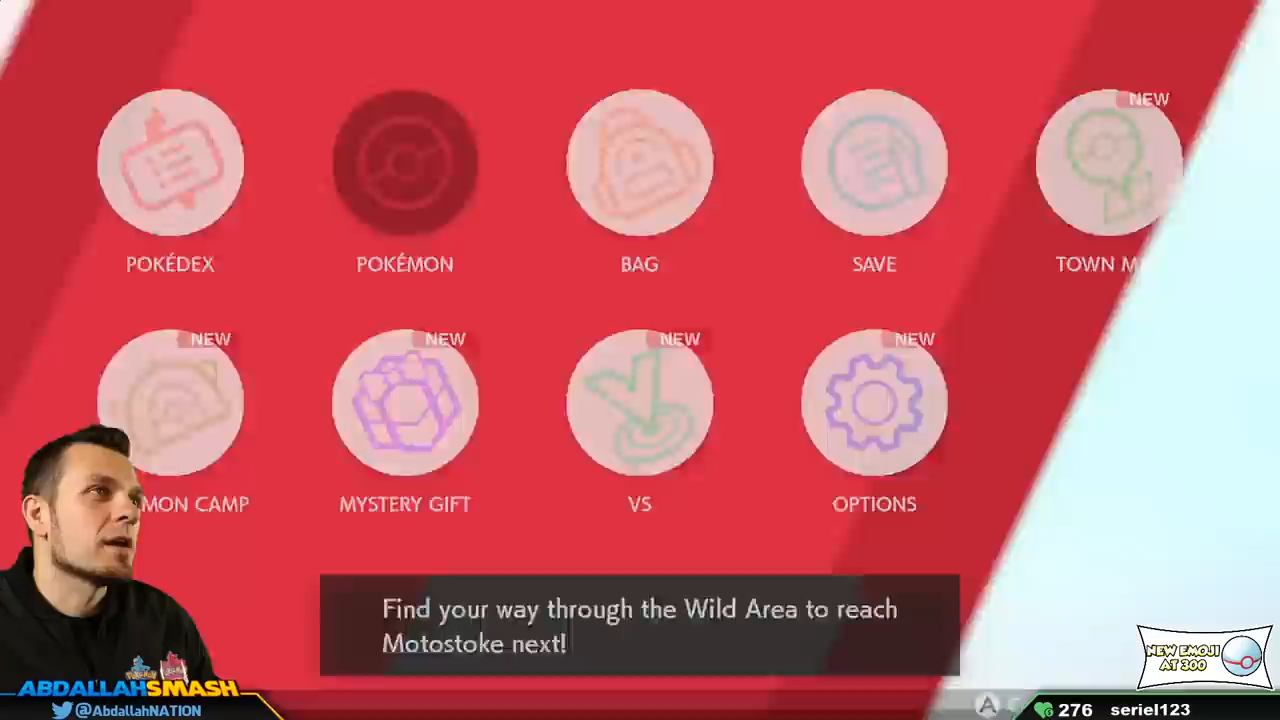 NEW
POKÉDEX
POKÉMON
BAG
SAVE
TOWN M
NEW
NEW
NEW
NEW
MON CAMP
MYSTERY GIFT
VS
OPTIONS
Find your way through the Wild Area to reach
Motostoke next!
NEW EMOJI
AT 300
ABDALLAHSMASH
@AbdallahNATION
A
276 seriel123